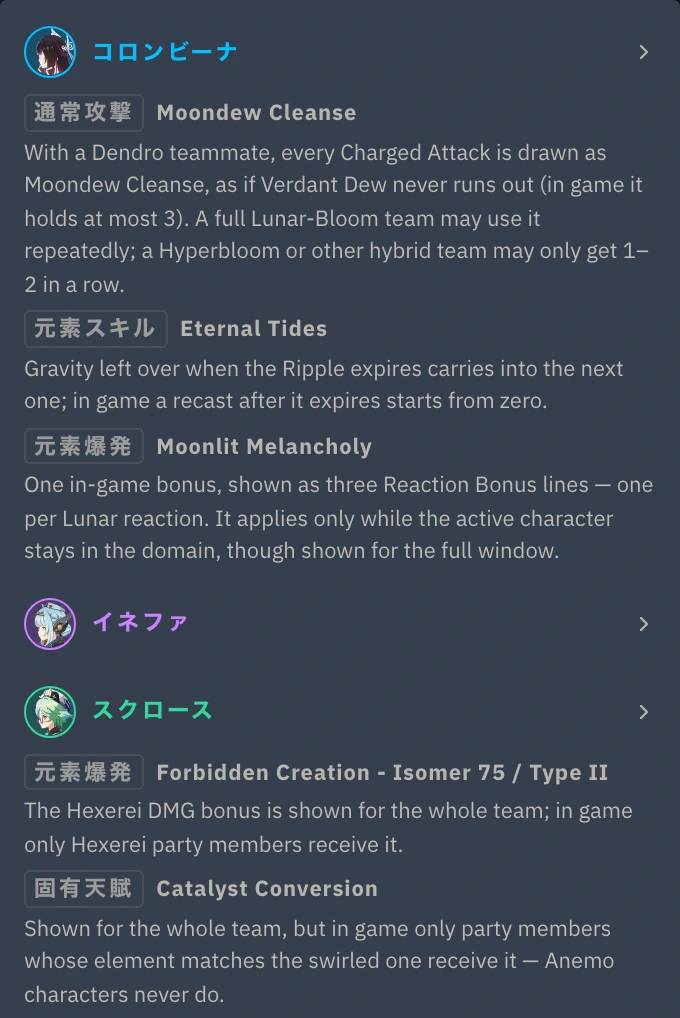 コロンビーナ
通常攻撃 Moondew Cleanse
With a Dendro teammate, every Charged Attack is drawn as
Moondew Cleanse, as if Verdant Dew never runs out (in game it
holds at most 3). A full Lunar-Bloom team may use it
repeatedly; a Hyperbloom or other hybrid team may only get 1–
2 in a row.
元素スキル Eternal Tides
Gravity left over when the Ripple expires carries into the next
one; in game a recast after it expires starts from zero.
元素爆発 Moonlit Melancholy
One in-game bonus, shown as three Reaction Bonus lines — one
per Lunar reaction. It applies only while the active character
stays in the domain, though shown for the full window.
イネファ
スクロース
元素爆発 Forbidden Creation - Isomer 75 / Type II
The Hexerei DMG bonus is shown for the whole team; in game
only Hexerei party members receive it.
固有天賦 Catalyst Conversion
Shown for the whole team, but in game only party members
whose element matches the swirled one receive it — Anemo
characters never do.